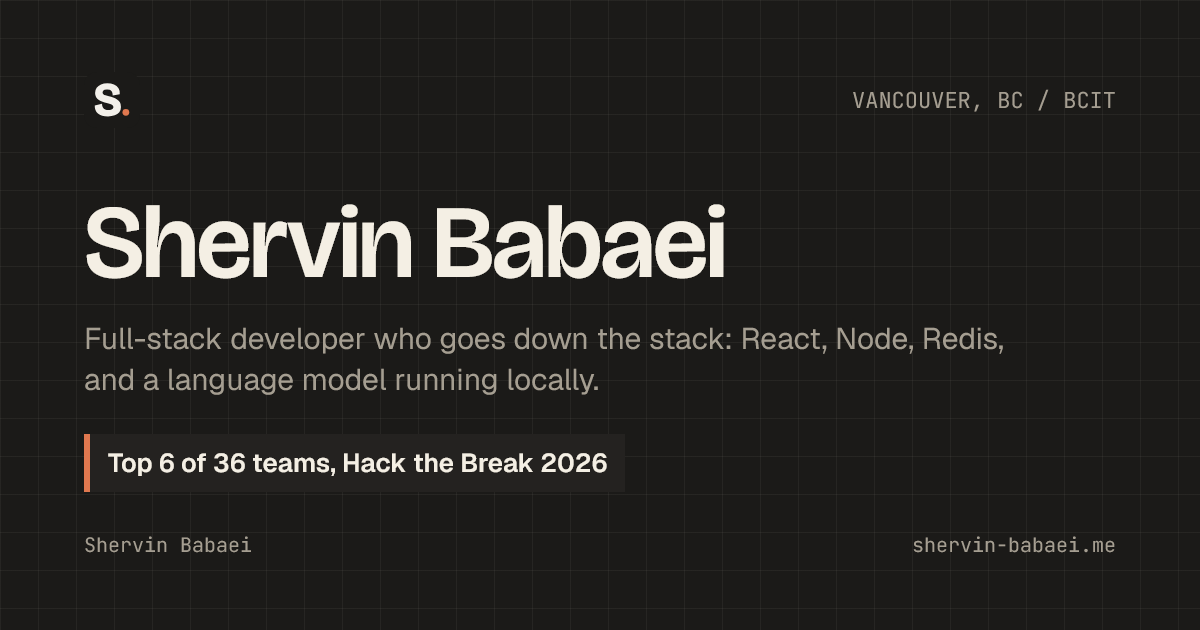 s.
VANCOUVER, BC / BCIT
Shervin Babaei
Full-stack developer who goes down the stack: React, Node, Redis,
and a language model running locally.
Top 6 of 36 teams, Hack the Break 2026
Shervin Babaei
shervin-babaei.me